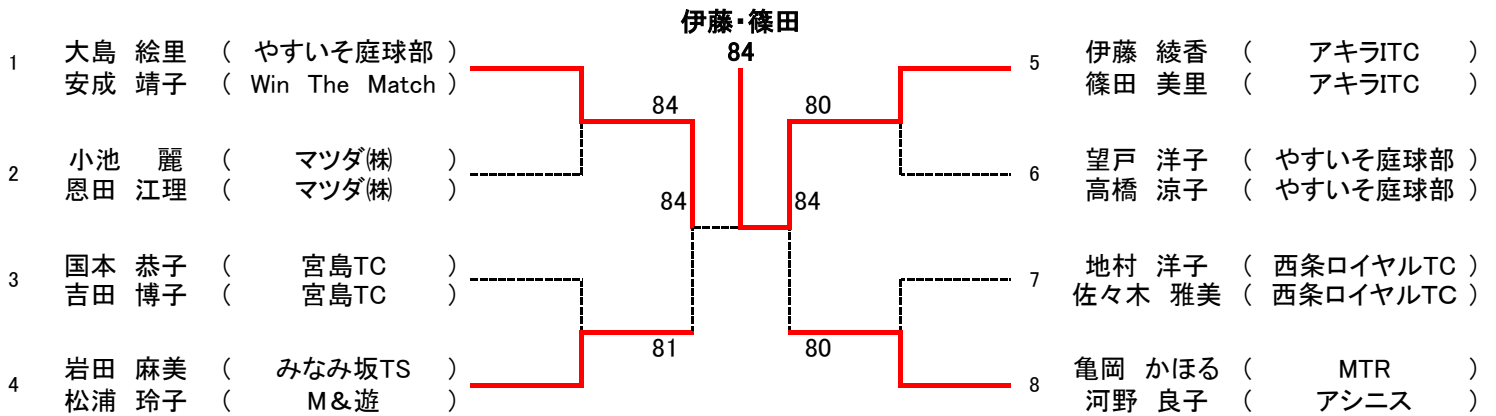 伊藤・篠田
84
1
大島 絵里 ( やすいそ庭球部 )
安成 靖子 ( Win The Match )
2
小池 麗 ( マツダ㈱ )
恩田 江理 ( マツダ㈱ )
3
国本 恭子 ( 宮島TC )
吉田 博子 ( 宮島TC )
4
岩田 麻美 ( みなみ坂TS )
松浦 玲子 ( M&遊 )
84
84
81
80
84
80
5
伊藤 綾香 ( アキラITC )
篠田 美里 ( アキラITC )
6
望戸 洋子 ( やすいそ庭球部 )
高橋 涼子 ( やすいそ庭球部 )
7
地村 洋子 ( 西条ロイヤルTC )
佐々木 雅美 ( 西条ロイヤルTC )
8
亀岡 かほる ( MTR )
河野 良子 ( アシニス )